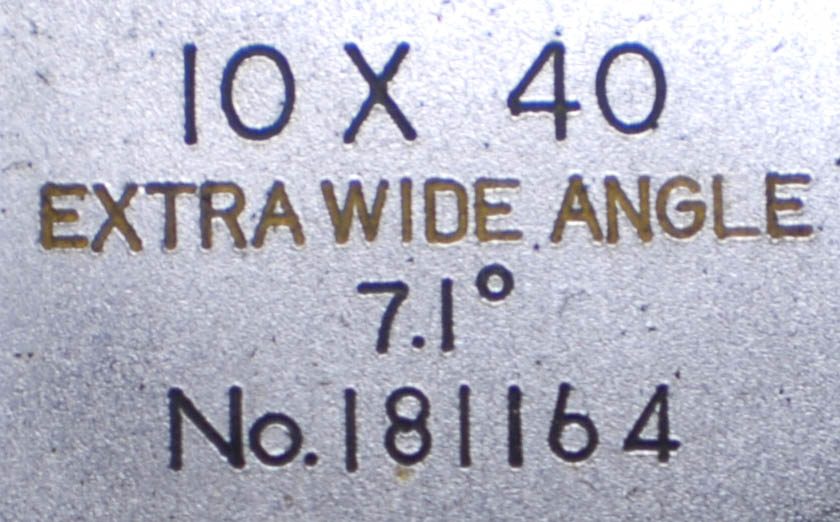 10 X 40
EXTRA WIDE ANGLE
7.1°
No. 181164